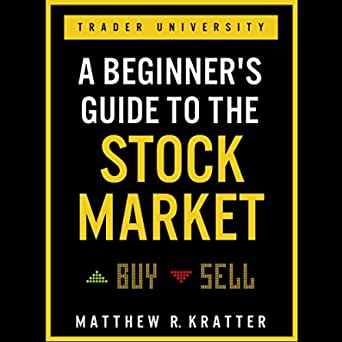 TRADER UNIVERSITY
A BEGINNER'S
GUIDE TO THE
STOCK
MARKET
BUY SELL
MATTHEW R. KRATTER